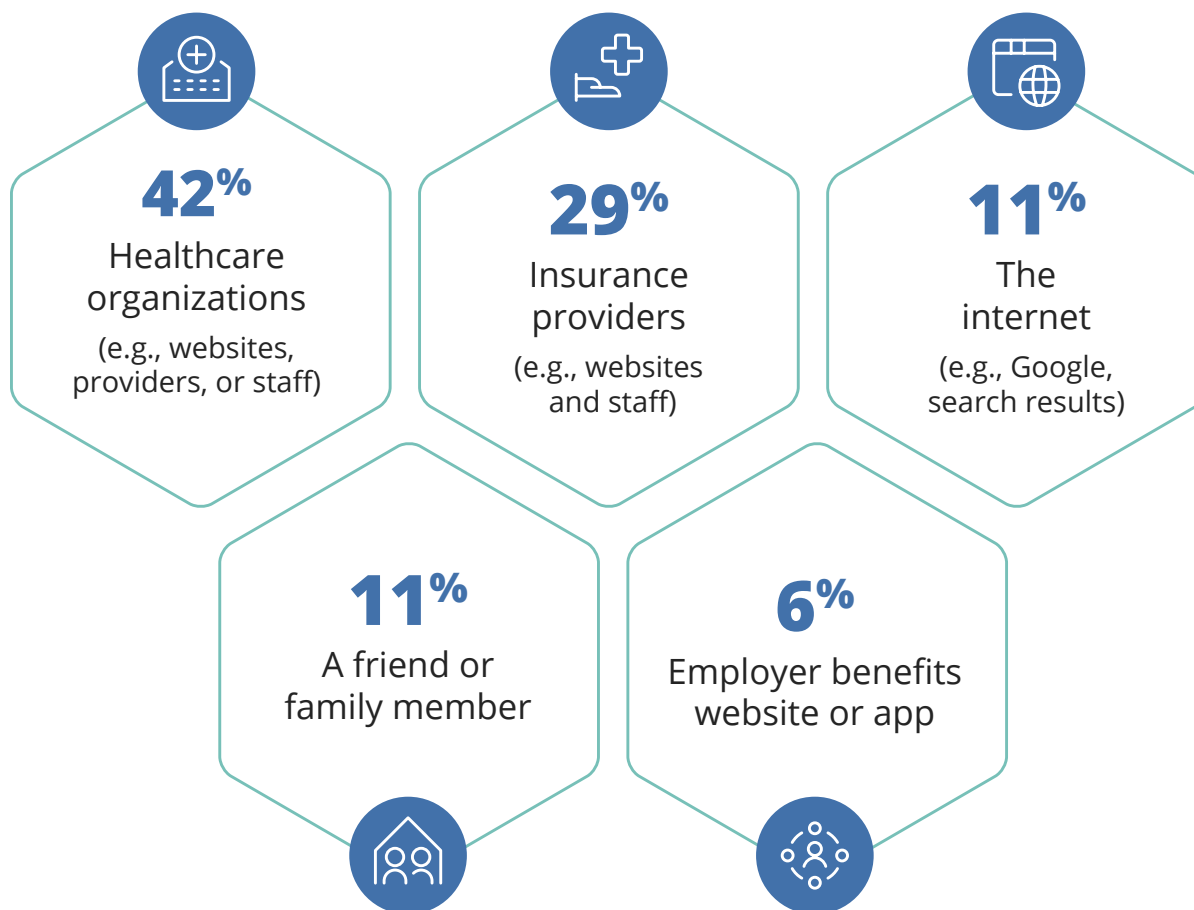 42%
Healthcare
organizations
(e.g., websites,
providers, or staff)
29%
Insurance
providers
(e.g., websites
and staff)
11%
The
internet
(e.g., Google,
search results)
11%
A friend or
family member
6%
Employer benefits
website or app